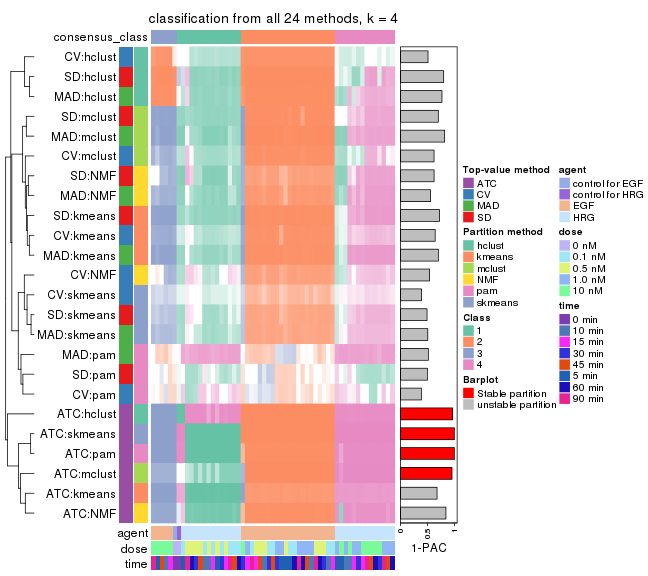 classification from all 24 methods, k = 4
consensus_class
CV:hclust
SD:hclust
MAD:hclust
SD:mclust
MAD:mclust
CV:mclust
SD:NMF
MAD:NMF
SD:kmeans
CV:kmeans
MAD:kmeans
CV:NMF
CV:skmeans
SD:skmeans
MAD:skmeans
MAD:pam
SD:pam
CV:pam
ATC:hclust
ATC:skmeans
ATC:pam
ATC:mclust
ATC:kmeans
ATC:NMF
agent
dose
time
0
0.5
1
1-PAC
Top-value method
ATC
CV
MAD
SD
Partition method
hclust
kmeans
mclust
NMF
pam
skmeans
Class
1
2
3
4
Barplot
Stable partition
unstable partition
agent
control for EGF
control for HRG
EGF
HRG
dose
0 nM
0.1 nM
0.5 nM
1.0 nM
10 nM
time
0 min
10 min
15 min
30 min
45 min
5 min
60 min
90 min